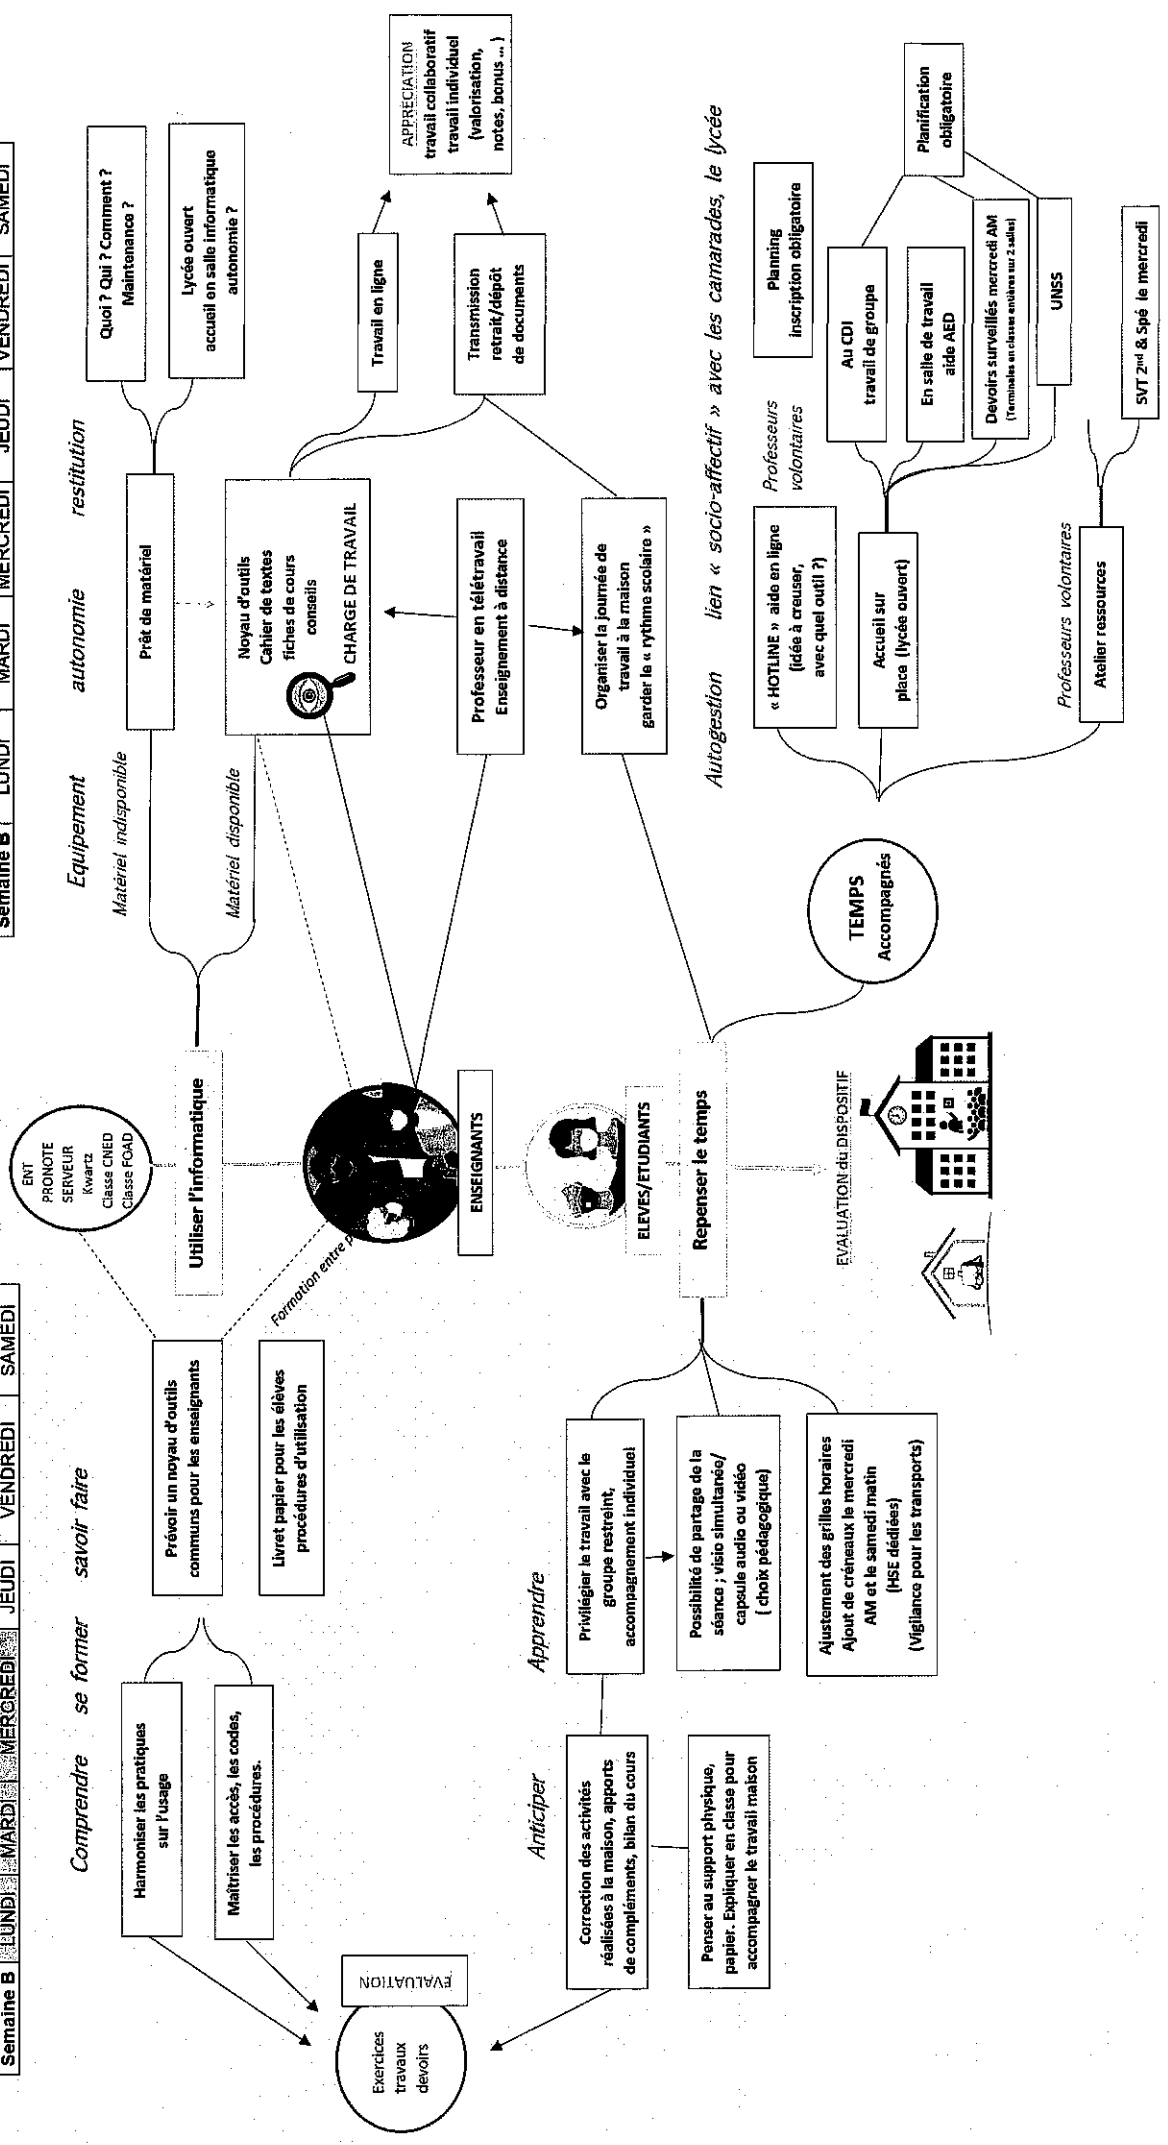 Semaine B LUNDI MARDI MERCREDI JEUDI VENDREDI SAMEDI
Semaine B LUNDI MARDI MERCREDI JEUDI VENDREDI SAMEDI
Comprendre se former savoir faire
Harmoniser les pratiques
sur l'usage
Maîtriser les accès, les codes,
les procédures.
Prévoir un noyau d'outils
communs pour les enseignants
Livret papier pour les élèves
procédures d'utilisation
Exercices
travaux
devoirs
EVALUATION
ENT
PRONOTE
SERVEUR
Kwartz
Classe CNED
Classe FOAD
Utiliser l'informatique
Formation entre
ENSEIGNANTS
ELEVES/ETUDIANTS
Repenser le temps
EVALUATION du DISPOSITIF
Equipement autonomie restitution
Matériel indisponible
Matériel disponible
Prêt de matériel
Quoi ? Qui ? Comment ?
Maintenance ?
Lycée ouvert
accueil en salle informatique
autonomie ?
Noyau d'outils
Cahier de textes
fiches de cours
conseils
CHARGE DE TRAVAIL
Travail en ligne
Transmission
retrait/dépôt
de documents
APPRÉCIATION
travail collaboratif
travail individuel
(valorisation,
notes, bonus ... )
Professeur en télétravail
Enseignement à distance
Organiser la journée de
travail à la maison
garder le « rythme scolaire »
Anticiper Apprendre
Correction des activités
réalisées à la maison, apports
de compléments, bilan du cours
Penser au support physique,
papier. Expliquer en classe pour
accompagner le travail maison
Privilégier le travail avec le
groupe restreint,
accompagnement individuel
Possibilité de partage de la
séance ; visio simultanée/
capsule audio ou vidéo
( choix pédagogique)
Ajustement des grilles horaires
Ajout de créneaux le mercredi
AM et le samedi matin
(HSE dédiées)
(Vigilance pour les transports)
TEMPS
Accompagnés
Autogestion lien « socio-affectif » avec les camarades, le lycée
« HOTLINE » aide en ligne
(idée à creuser,
avec quel outil ?)
Professeurs
volontaires
Planning
inscription obligatoire
Accueil sur
place (lycée ouvert)
Au CDI
travail de groupe
En salle de travail
aide AED
Devoirs surveillés mercredi AM
(Terminales en classes entières sur 2 salles)
UNSS
Planification
obligatoire
Professeurs volontaires
Atelier ressources
SVT 2nd & Spé le mercredi